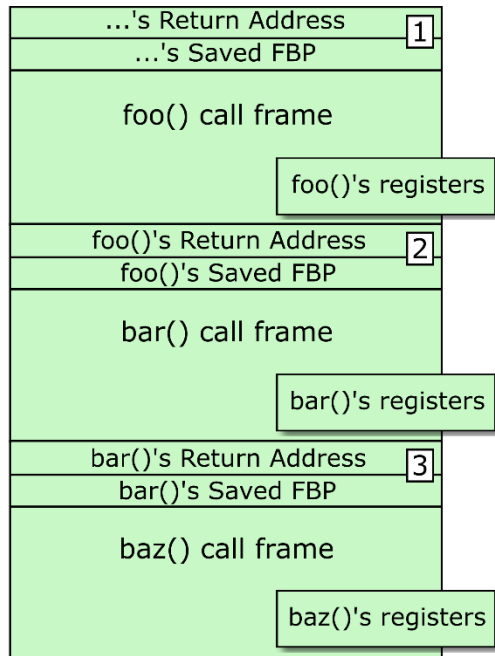 ...'s Return Address
1
...'s Saved FBP
foo() call frame
foo()'s registers
foo()'s Return Address
2
foo()'s Saved FBP
bar() call frame
bar()'s registers
bar()'s Return Address
3
bar()'s Saved FBP
baz() call frame
baz()'s registers